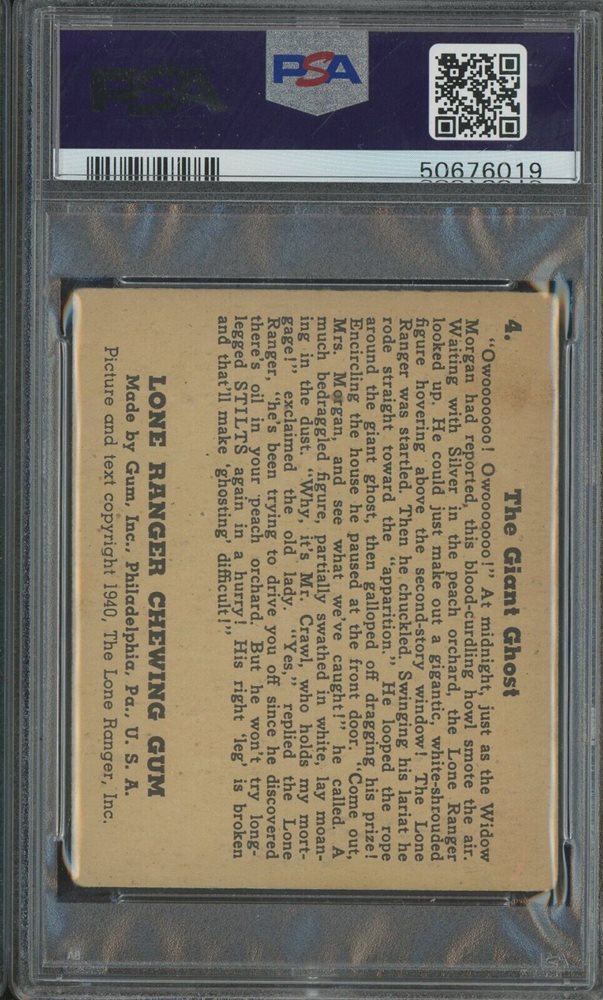 PSA
PSA
50676019
4. The Giant Ghost
"Owooooooo! Owooooooo!" At midnight, just as the Widow
Morgan had reported, this blood-curdling howl smote the air.
Waiting with Silver in the peach orchard, the Lone Ranger
looked up. He could just make out a gigantic, white-shrouded
figure hovering above the second-story window! The Lone
Ranger was startled. Then he chuckled. Swinging his lariat he
rode straight toward the "apparition." He looped the rope
around the giant ghost, then galloped off dragging his prize!
Encircling the house he paused at the front door. "Come out,
Mrs. Morgan, and see what we've caught!" he called. A
much bedraggled figure, partially swathed in white, lay moan-
ing in the dust. "Why, it's Mr. Crawl, who holds my mort-
gage!" exclaimed the old lady. "Yes," replied the Lone
Ranger, "he's been trying to drive you off since he discovered
there's oil in your peach orchard. But he won't try long-
legged STILTS again in a hurry! His right 'leg' is broken
and that'll make 'ghosting' difficult!"
LONE RANGER CHEWING GUM
Made by Gum, Inc., Philadelphia, Pa., U. S. A.
Picture and text copyright 1940, The Lone Ranger, Inc.